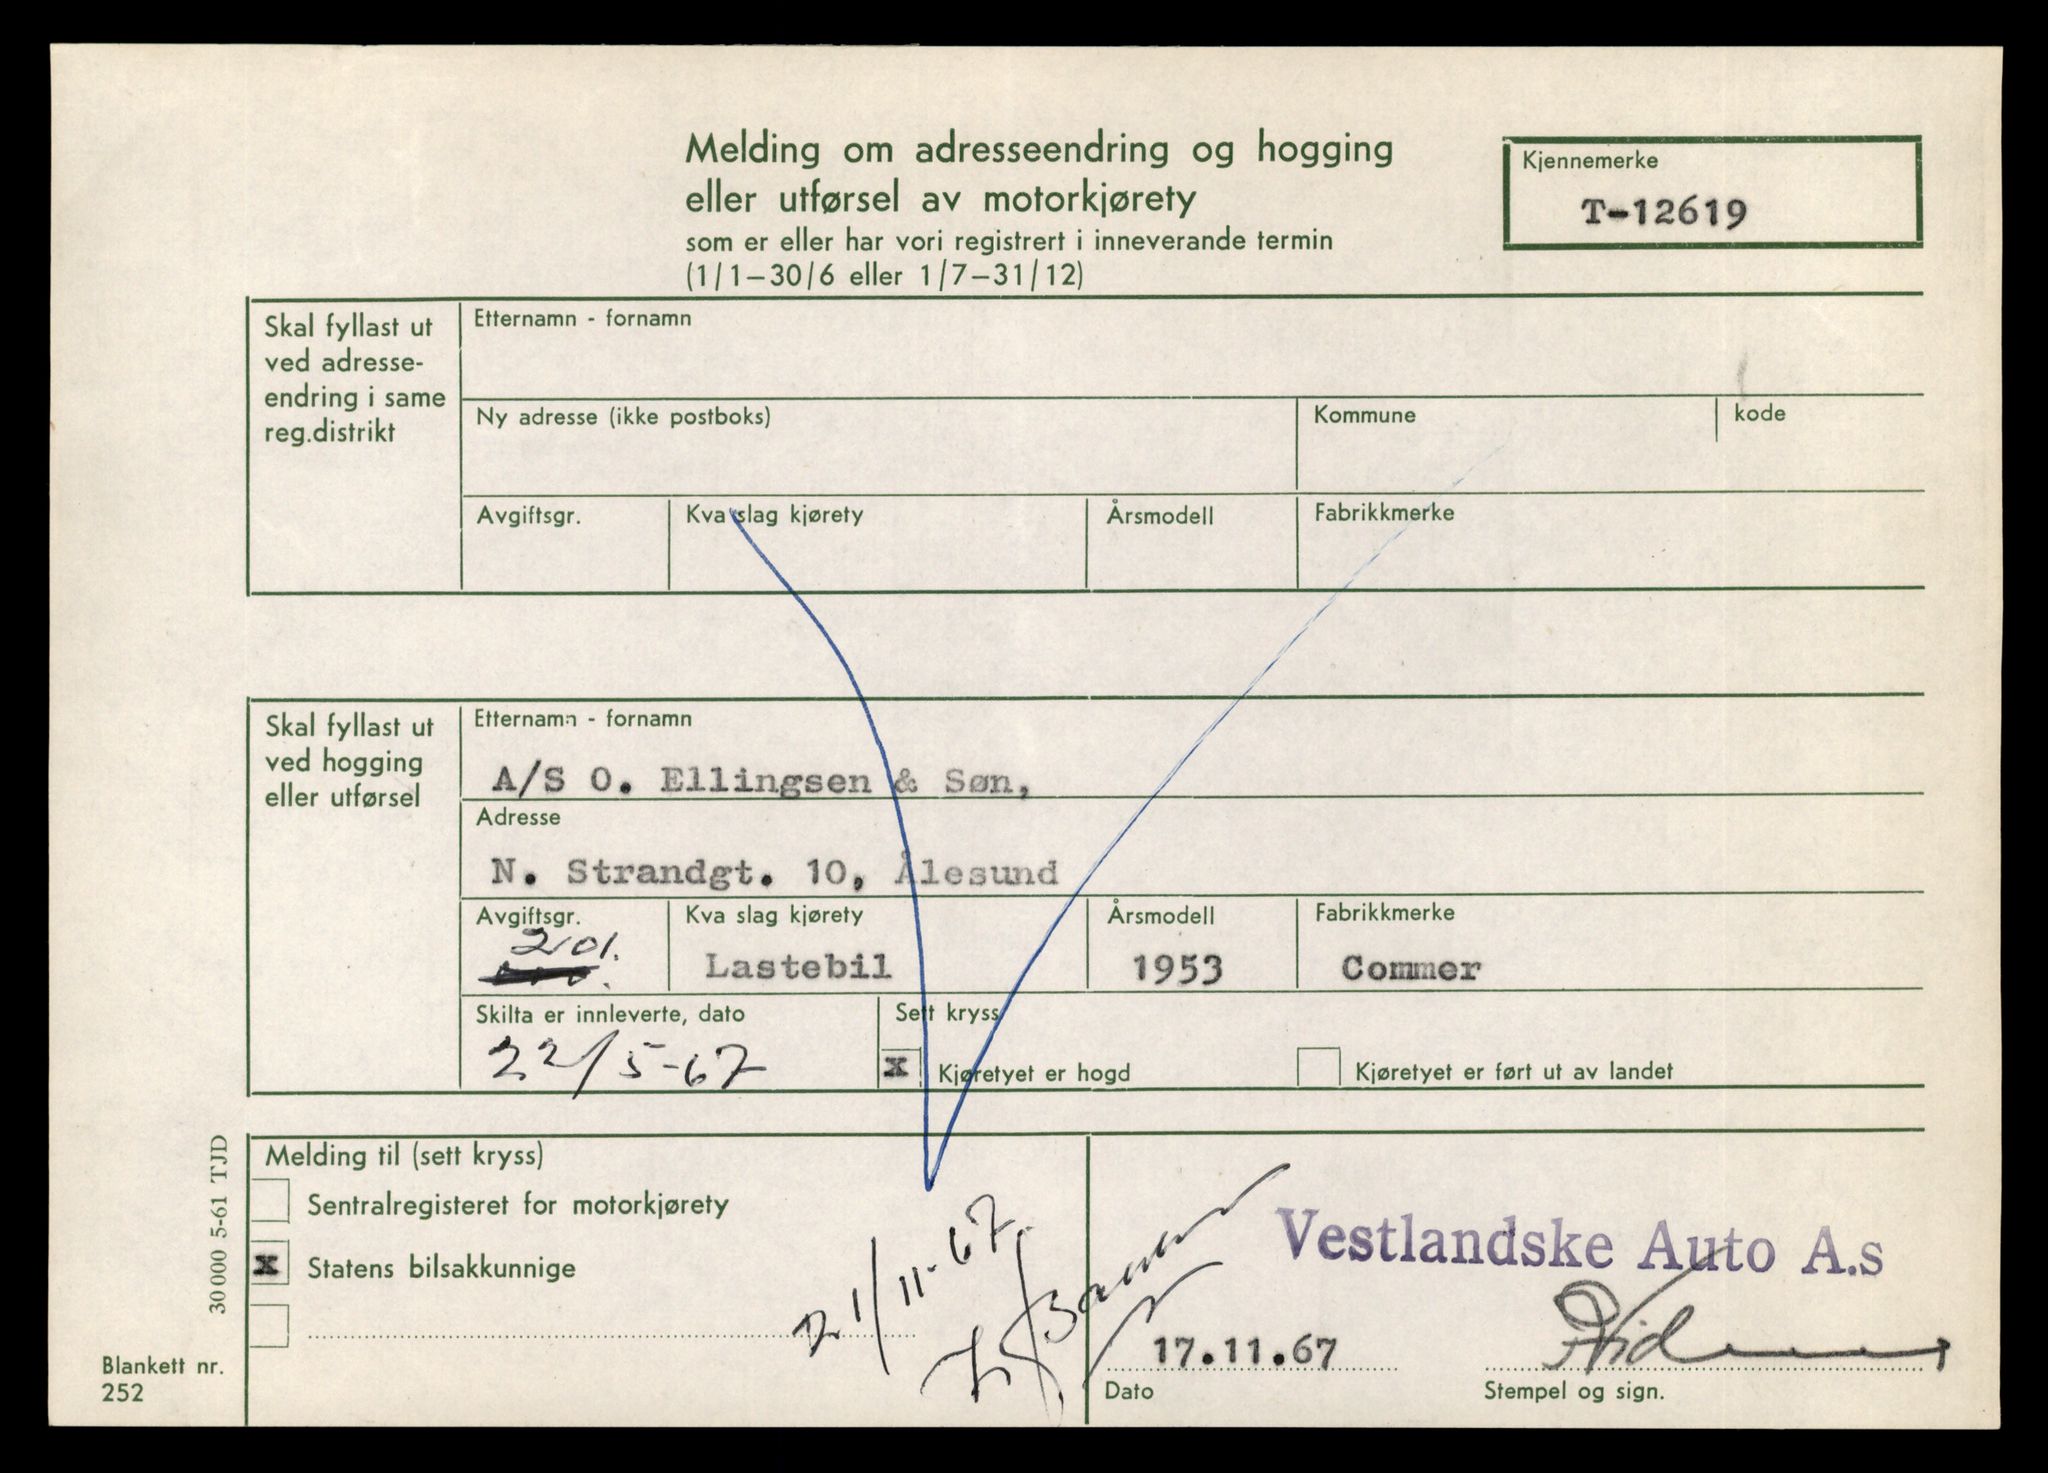 Melding om adresseendring og hogging
eller utførsel av motorkjørety
som er eller har vori registrert i inneverande termin
(1/1–30/6 eller 1/7–31/12)
Kjennemerke
T-12619
Skal fyllast ut
ved adresse-
endring i same
reg.distrikt
Etternamn - fornamn
Ny adresse (ikke postboks)
Kommune
kode
Avgiftsgr.
Kva slag kjørety
Årsmodell
Fabrikkmerke
Skal fyllast ut
ved hogging
eller utførsel
Etternamn - fornamn
A/S O. Ellingsen & Søn,
Adresse
N. Strandgt. 10, Ålesund
Avgiftsgr.
201.
Kva slag kjørety
Lastebil
Årsmodell
1953
Fabrikkmerke
Commer
Skilta er innleverte, dato
22/5-67
Sett kryss
x Kjøretyet er hogd
Kjøretyet er ført ut av landet
Melding til (sett kryss)
Sentralregisteret for motorkjørety
x Statens bilsakkunnige
21/11-67.
Vestlandske Auto A.s
17.11.67
Dato
Stempel og sign.
30000 5-61 TJD
Blankett nr.
252